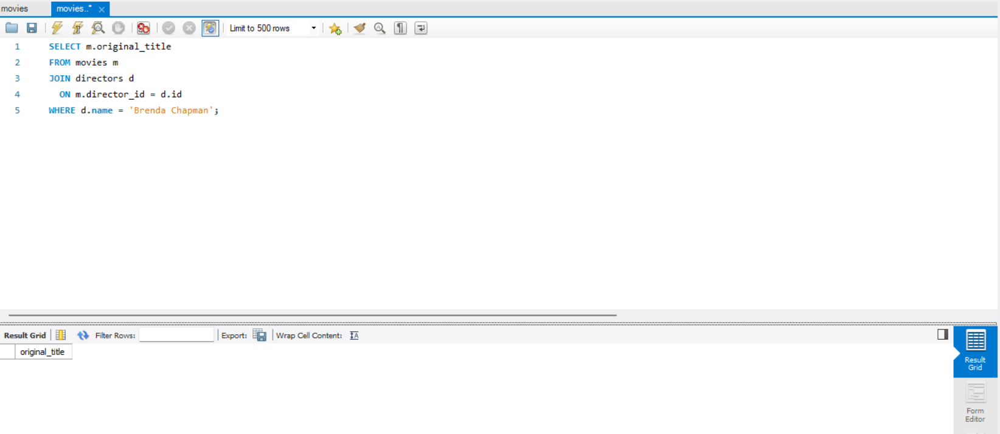 movies
movies..*
Limit to 500 rows
1 SELECT m.original_title
2 FROM movies m
3 JOIN directors d
4 ON m.director_id = d.id
5 WHERE d.name = 'Brenda Chapman';
Result Grid Filter Rows: Export: Wrap Cell Content:
original_title
Result
Grid
Form
Editor